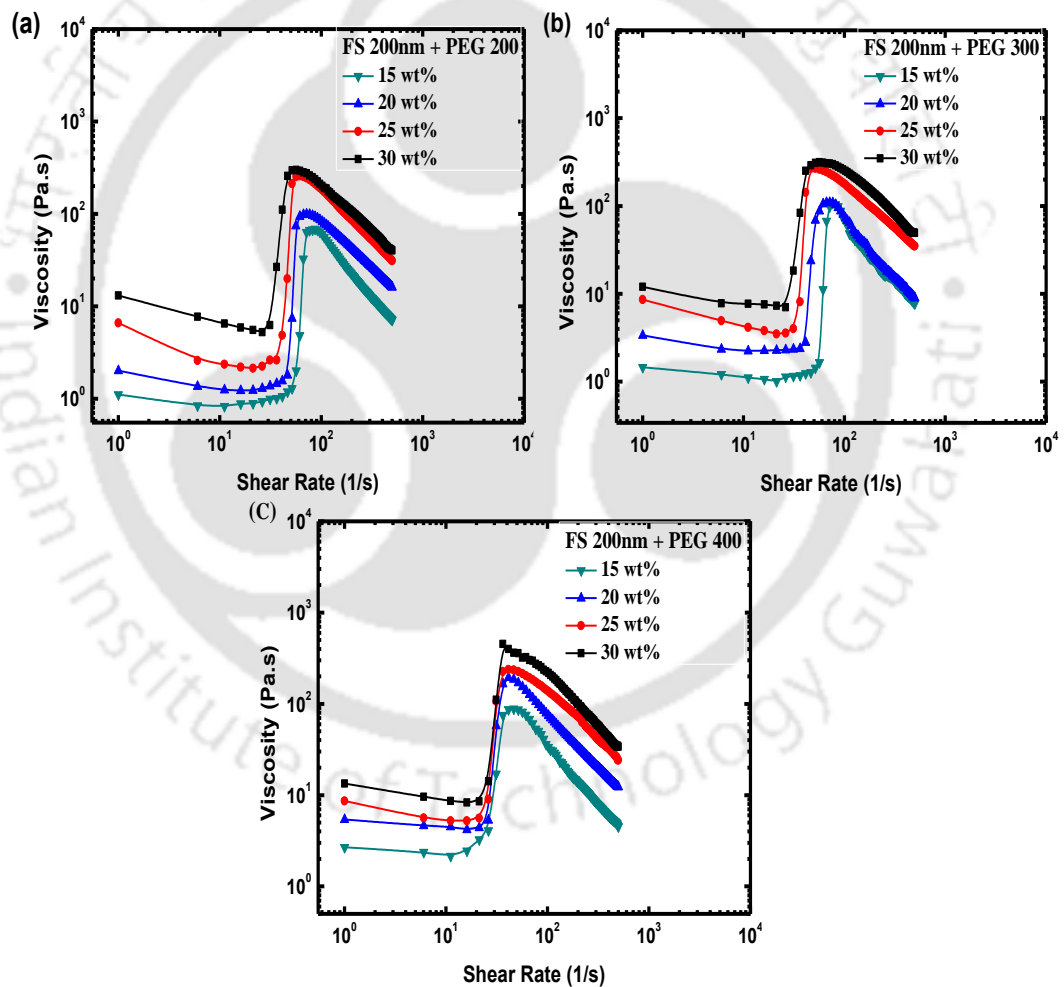 (a)
FS 200nm + PEG 200
15 wt%
20 wt%
25 wt%
30 wt%
Viscosity (Pa.s)
10⁴
10³
10²
10¹
10⁰
10⁰ 10¹ 10² 10³ 10⁴
Shear Rate (1/s)
(b)
FS 200nm + PEG 300
15 wt%
20 wt%
25 wt%
30 wt%
Viscosity (Pa.s)
10⁴
10³
10²
10¹
10⁰
10⁰ 10¹ 10² 10³ 10⁴
Shear Rate (1/s)
(C)
FS 200nm + PEG 400
15 wt%
20 wt%
25 wt%
30 wt%
Viscosity (Pa.s)
10⁴
10³
10²
10¹
10⁰
10⁰ 10¹ 10² 10³ 10⁴
Shear Rate (1/s)
Indian Institute of Technology Guwahati